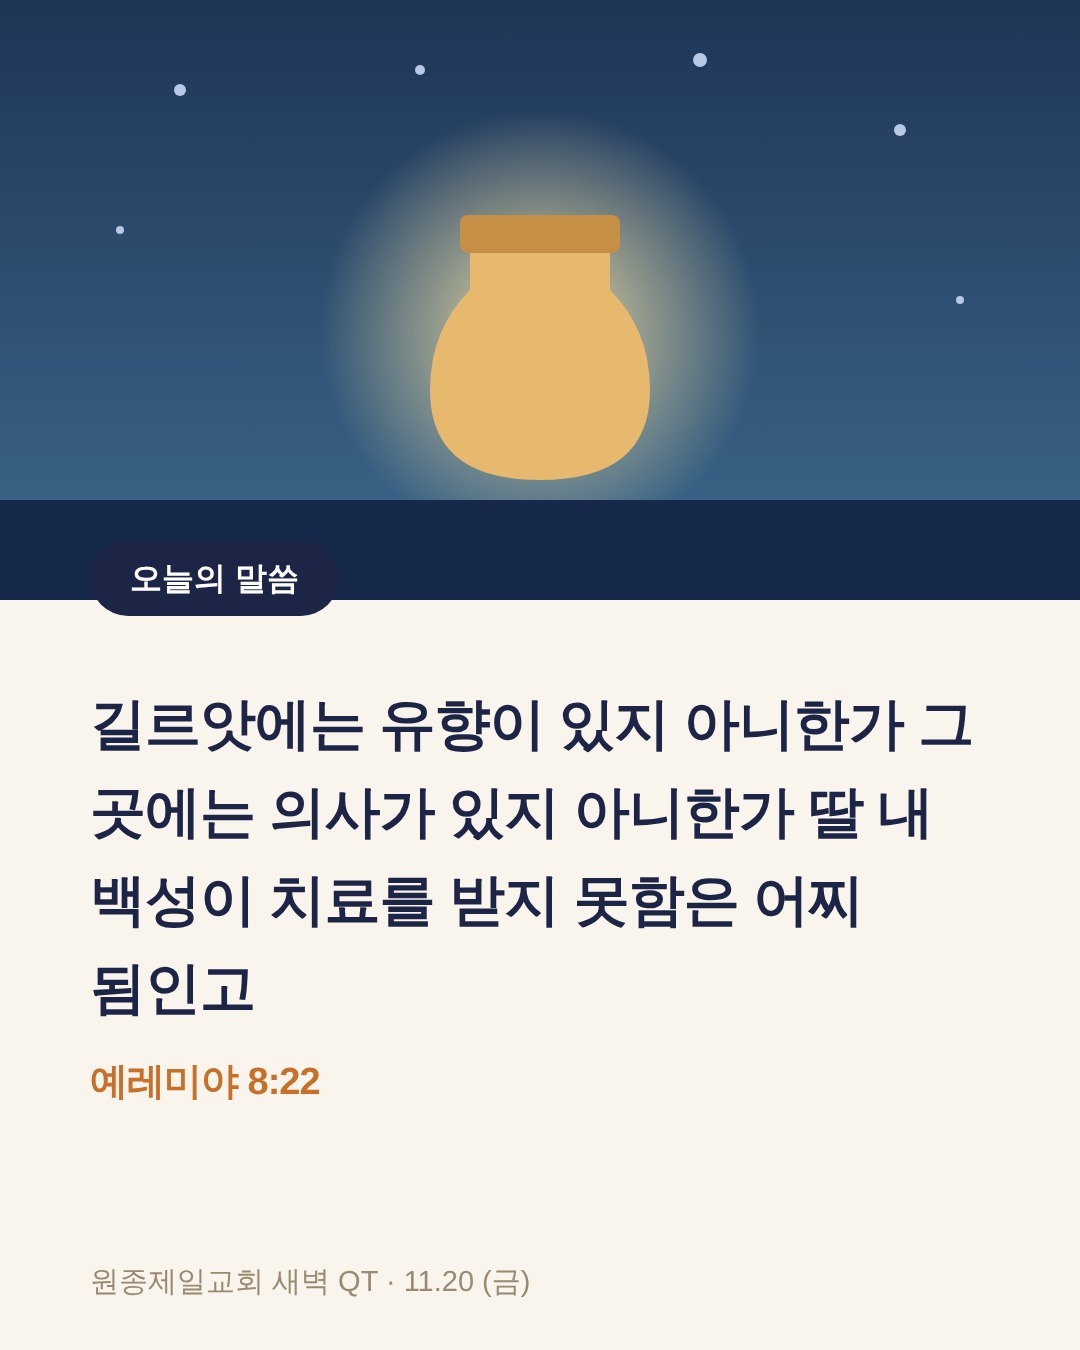 오늘의 말씀
길르앗에는 유향이 있지 아니한가 그
곳에는 의사가 있지 아니한가 딸 내
백성이 치료를 받지 못함은 어찌
됨인고
예레미야 8:22
원종제일교회 새벽 QT · 11.20 (금)